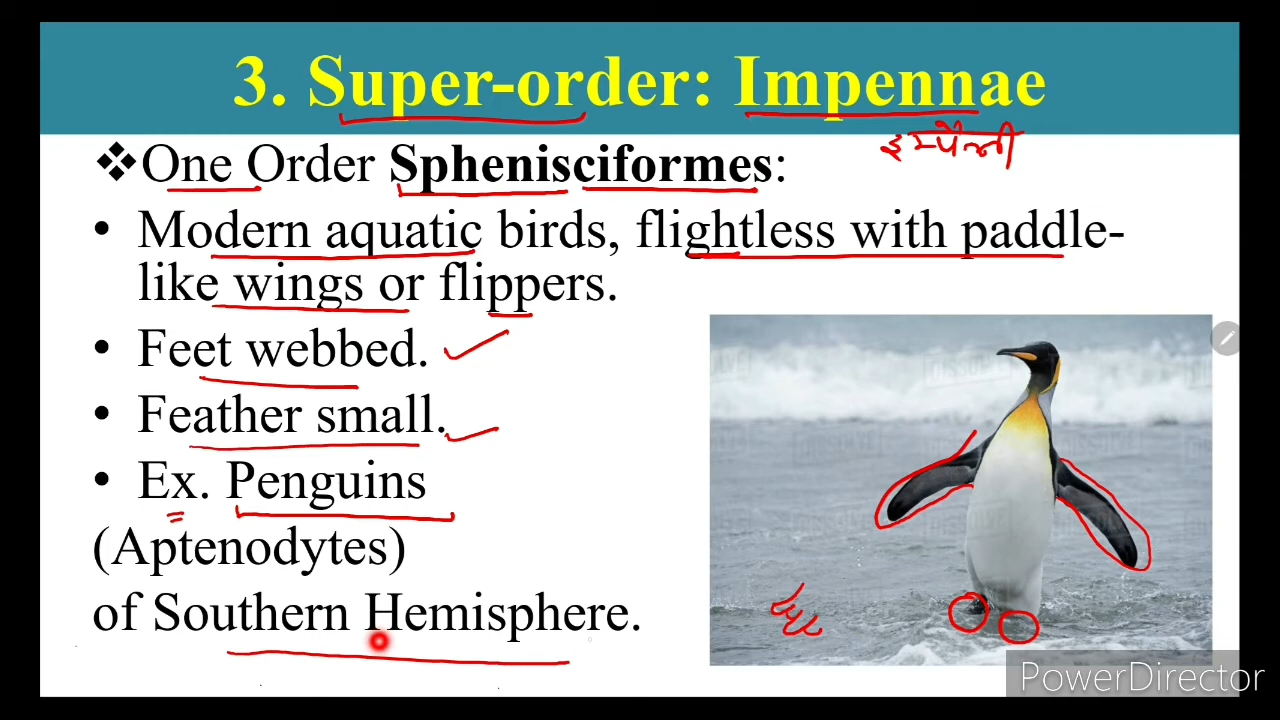 3. Super-order: Impennae
इम्पेनी
❖One Order Sphenisciformes:
• Modern aquatic birds, flightless with paddle-
like wings or flippers.
• Feet webbed.
• Feather small.
• Ex. Penguins
(Aptenodytes)
of Southern Hemisphere.
PowerDirector